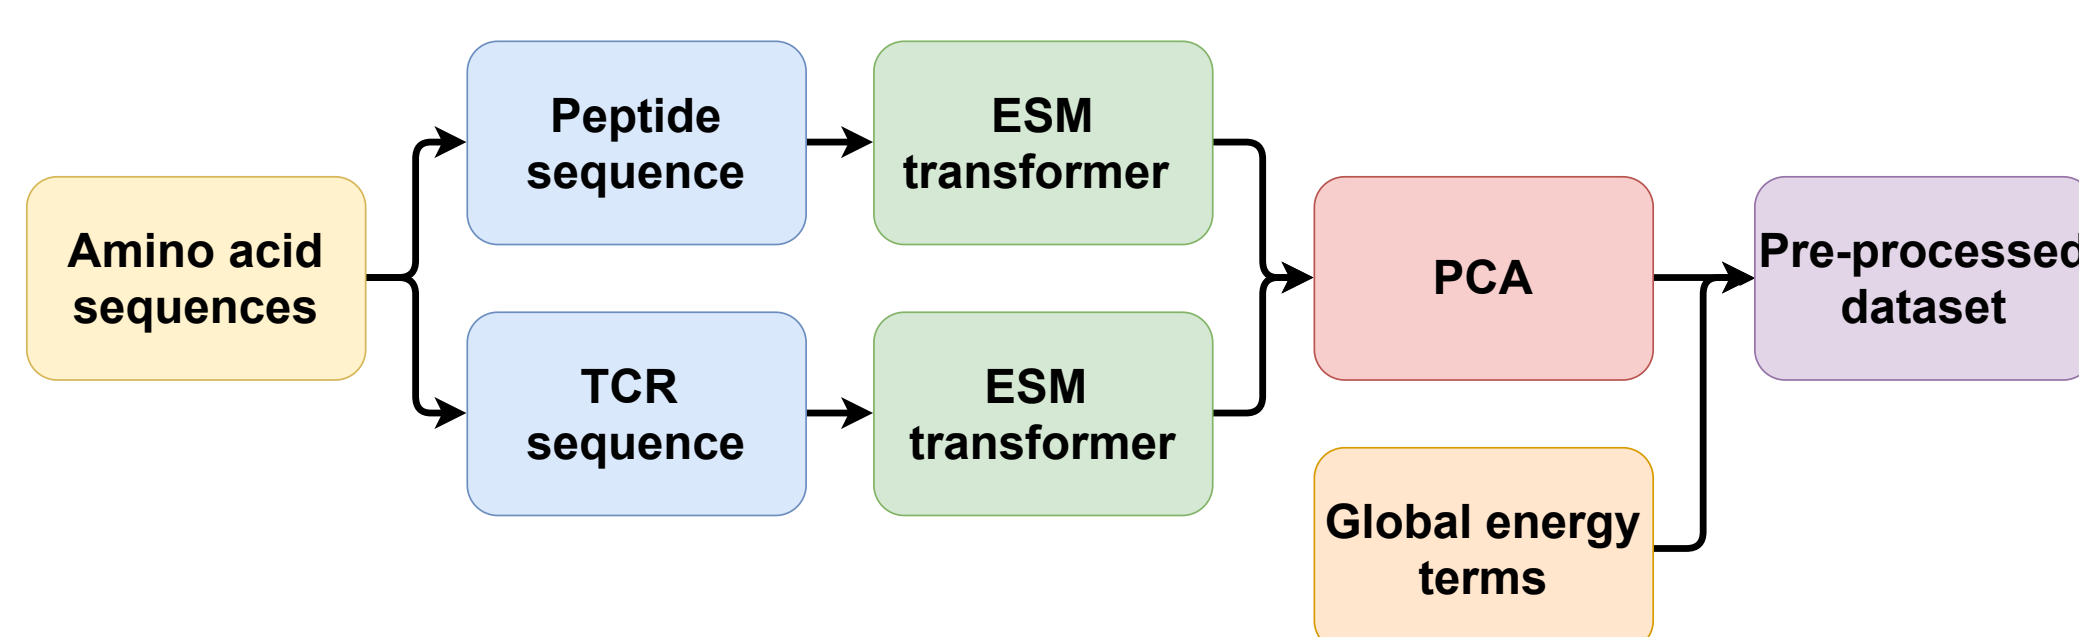 Amino acid
sequences
Peptide
sequence
ESM
transformer
TCR
sequence
ESM
transformer
PCA
Global energy
terms
Pre-processed
dataset